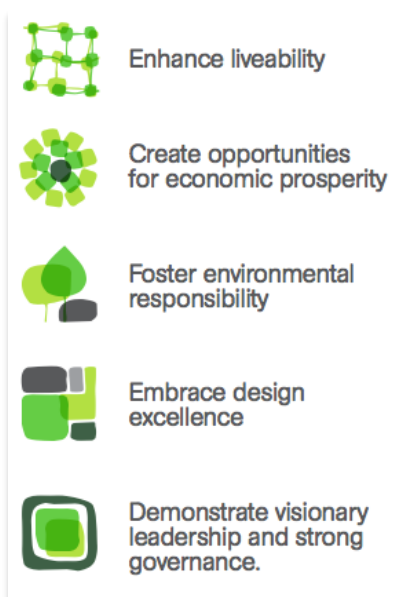 Enhance liveability
Create opportunities
for economic prosperity
Foster environmental
responsibility
Embrace design
excellence
Demonstrate visionary
leadership and strong
governance.